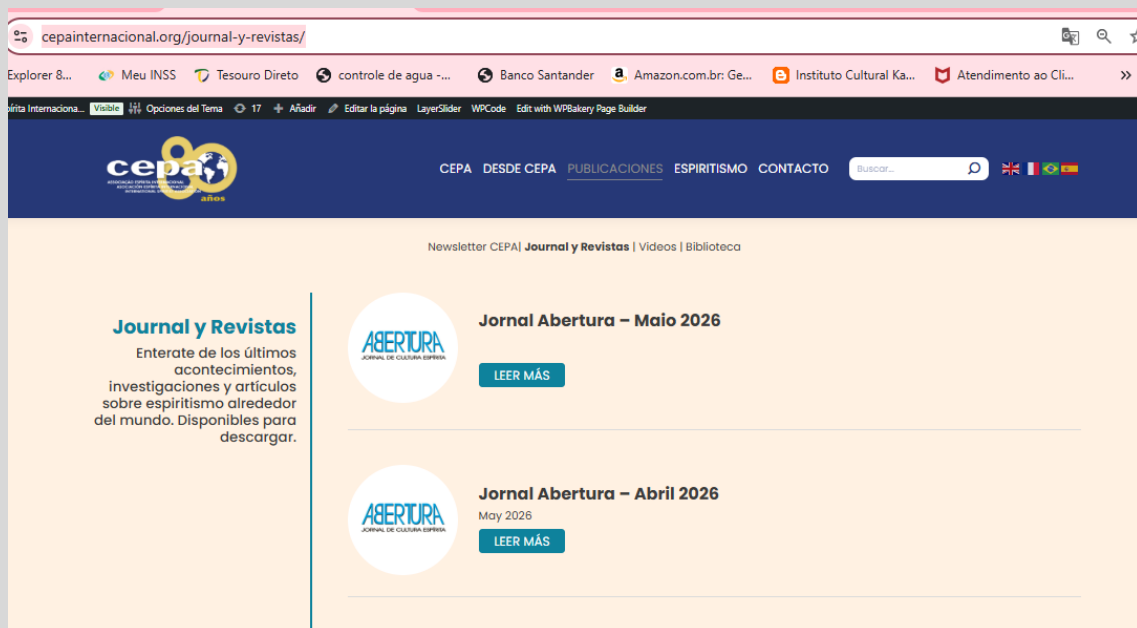 cepainternacional.org/journal-y-revistas/
Explorer 8... Meu INSS Tesouro Direto controle de agua -... Banco Santander Amazon.com.br: Ge... Instituto Cultural Ka... Atendimento ao Cli... »
Internaciona... Visible Opciones del Tema 17 + Añadir Editar la página LayerSlider WPCode Edit with WPBakery Page Builder
cepa 80
años
CEPA DESDE CEPA PUBLICACIONES ESPIRITISMO CONTACTO Buscar...
Newsletter CEPA| Journal y Revistas | Videos | Biblioteca
Journal y Revistas
Enterate de los últimos
acontecimientos,
investigaciones y artículos
sobre espiritismo alrededor
del mundo. Disponibles para
descargar.
ABERTURA
JORNAL DE CULTURA ESPÍRITA
Jornal Abertura – Maio 2026
LEER MÁS
ABERTURA
JORNAL DE CULTURA ESPÍRITA
Jornal Abertura – Abril 2026
May 2026
LEER MÁS